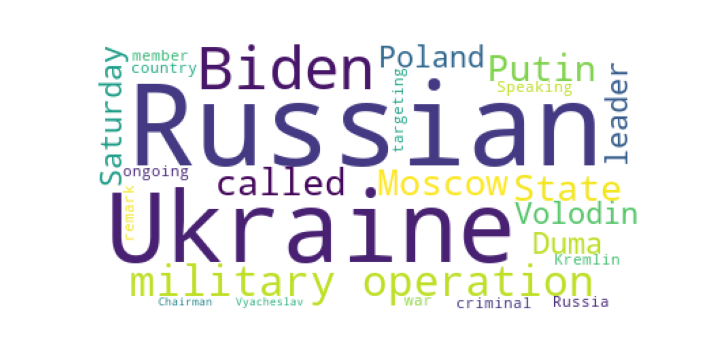 member
country
Saturday
Biden
Poland
targeting
Putin
Speaking
leader
Russian
ongoing
called
Moscow
State
remark
Ukraine
Volodin
Duma
Kremlin
military operation
Chairman
Vyacheslav
war
criminal
Russia